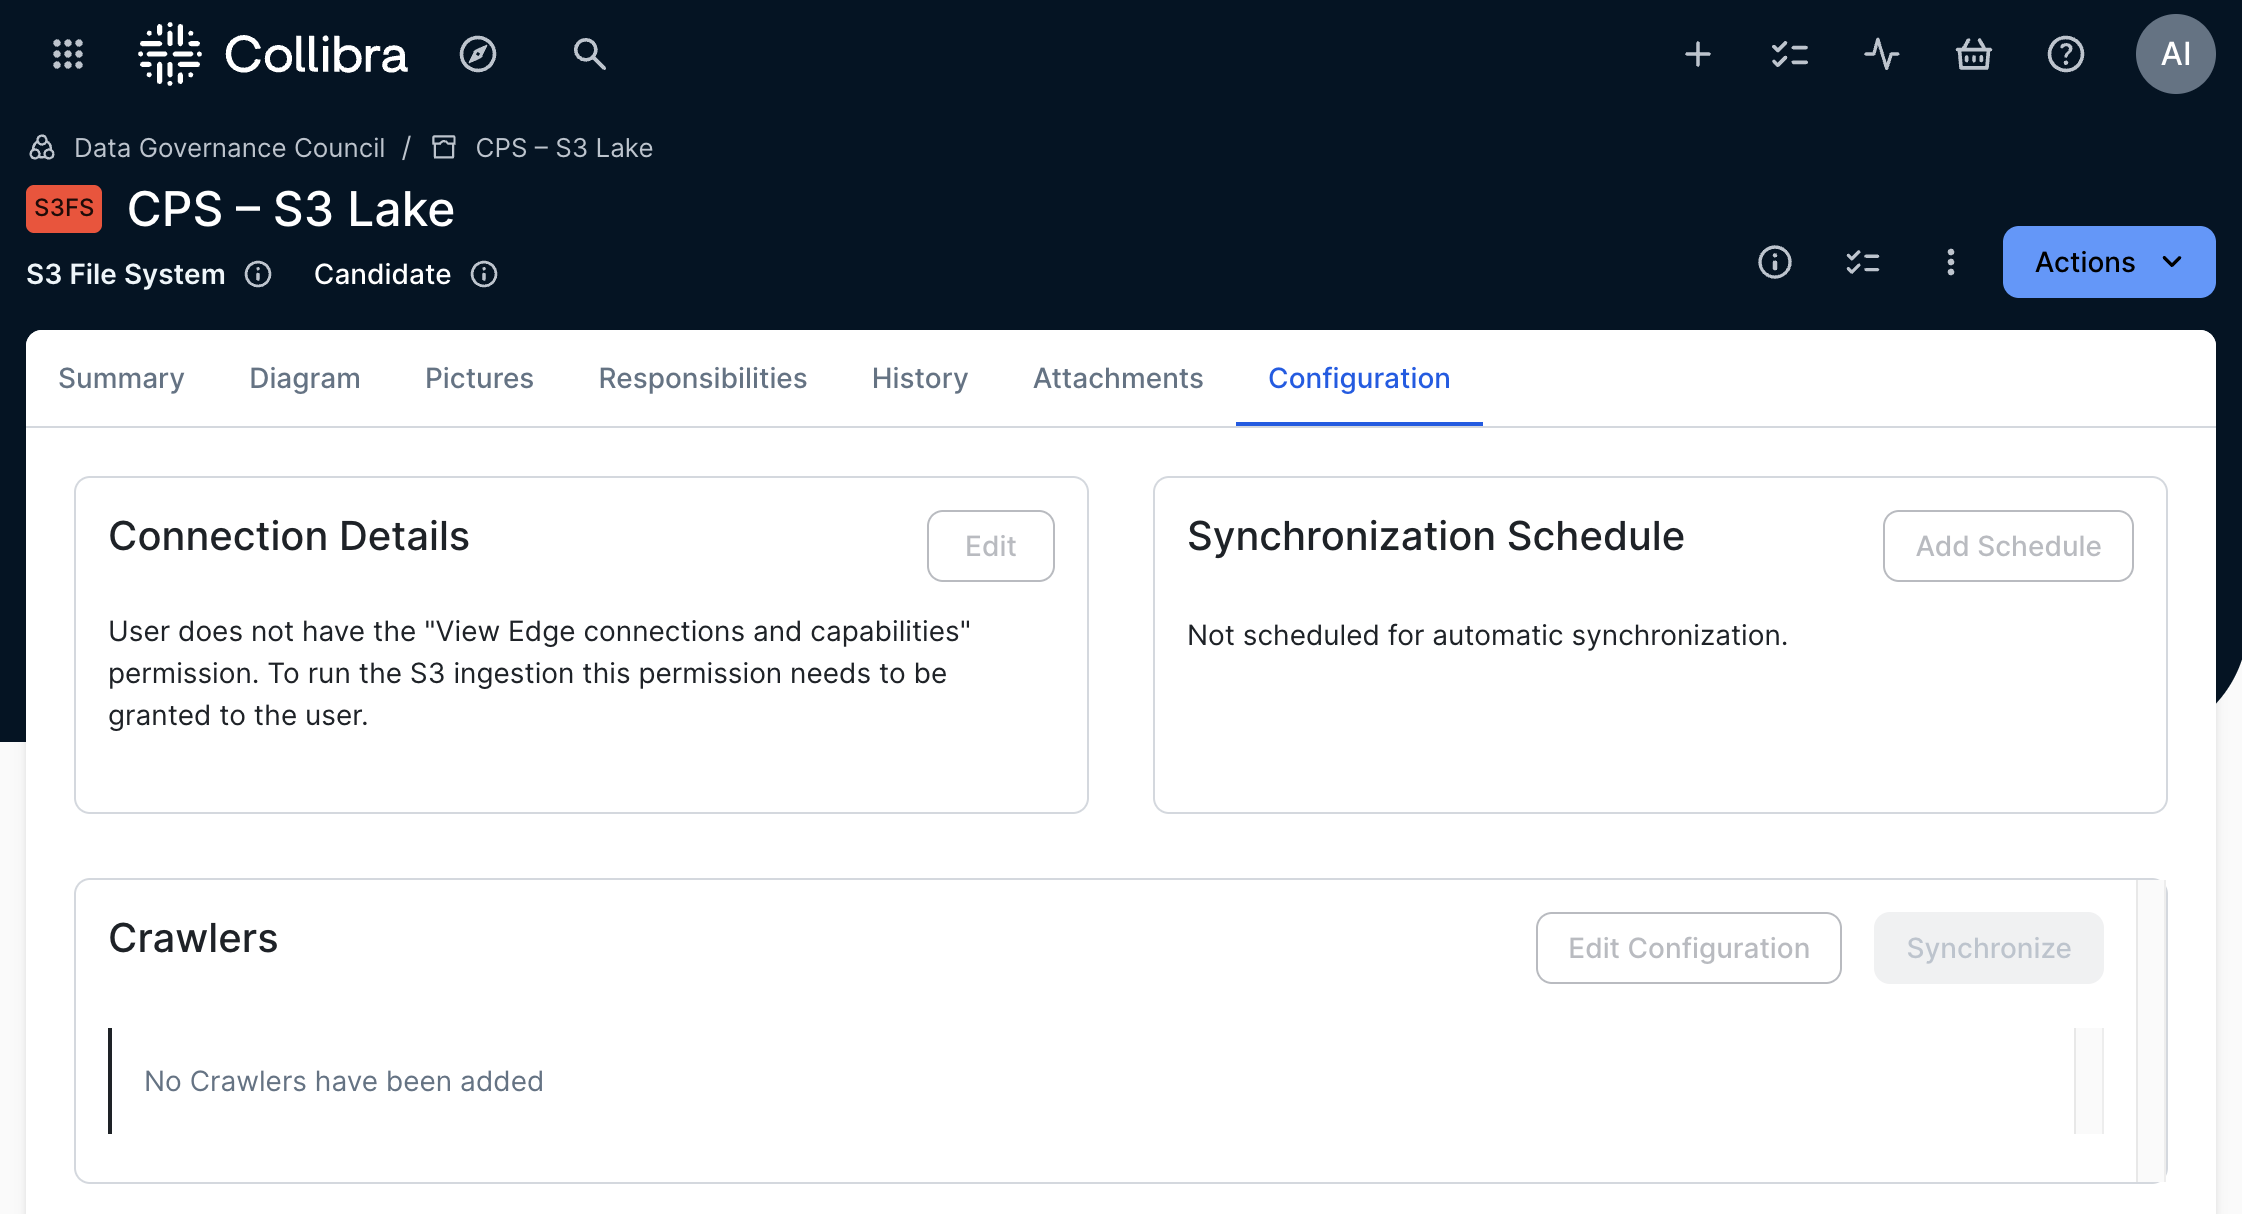 Collibra
AI
Data Governance Council / CPS – S3 Lake
S3FS CPS – S3 Lake
S3 File System Candidate
Actions
Summary Diagram Pictures Responsibilities History Attachments Configuration
Connection Details Edit
User does not have the "View Edge connections and capabilities"
permission. To run the S3 ingestion this permission needs to be
granted to the user.
Synchronization Schedule Add Schedule
Not scheduled for automatic synchronization.
Crawlers Edit Configuration Synchronize
No Crawlers have been added